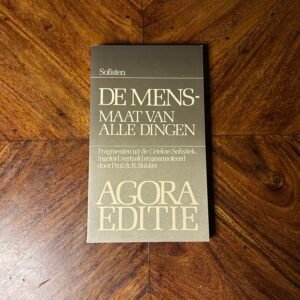 Sofisten
DE MENS-
MAAT VAN
ALLE DINGEN
Fragmenten uit de Griekse Sofistiek,
ingeleid, vertaald en geannoteerd
door Prof. dr. R. Bakker
AGORA
EDITIE